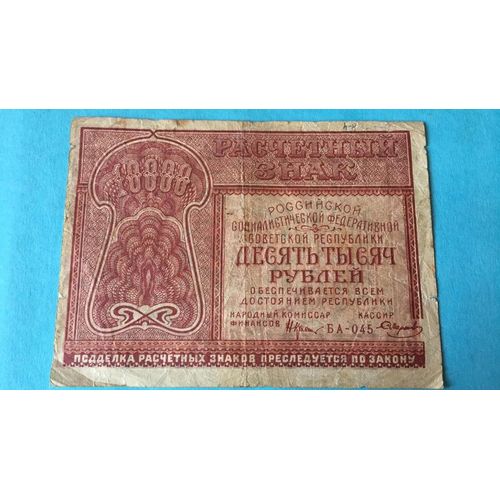 10000
РАСЧЕТНЫЙ
ЗНАК
РОССИЙСКОЙ
СОЦИАЛИСТИЧЕСКОЙ ФЕДЕРАТИВНОЙ
СОВЕТСКОЙ РЕСПУБЛИКИ
ДЕСЯТЬ ТЫСЯЧ
РУБЛЕЙ
ОБЕСПЕЧИВАЕТСЯ ВСЕМ
ДОСТОЯНИЕМ РЕСПУБЛИКИ
НАРОДНЫЙ КОМИССАР КАССИР
ФИНАНСОВ БА-045
ПОДДЕЛКА РАСЧЕТНЫХ ЗНАКОВ ПРЕСЛЕДУЕТСЯ ПО ЗАКОНУ